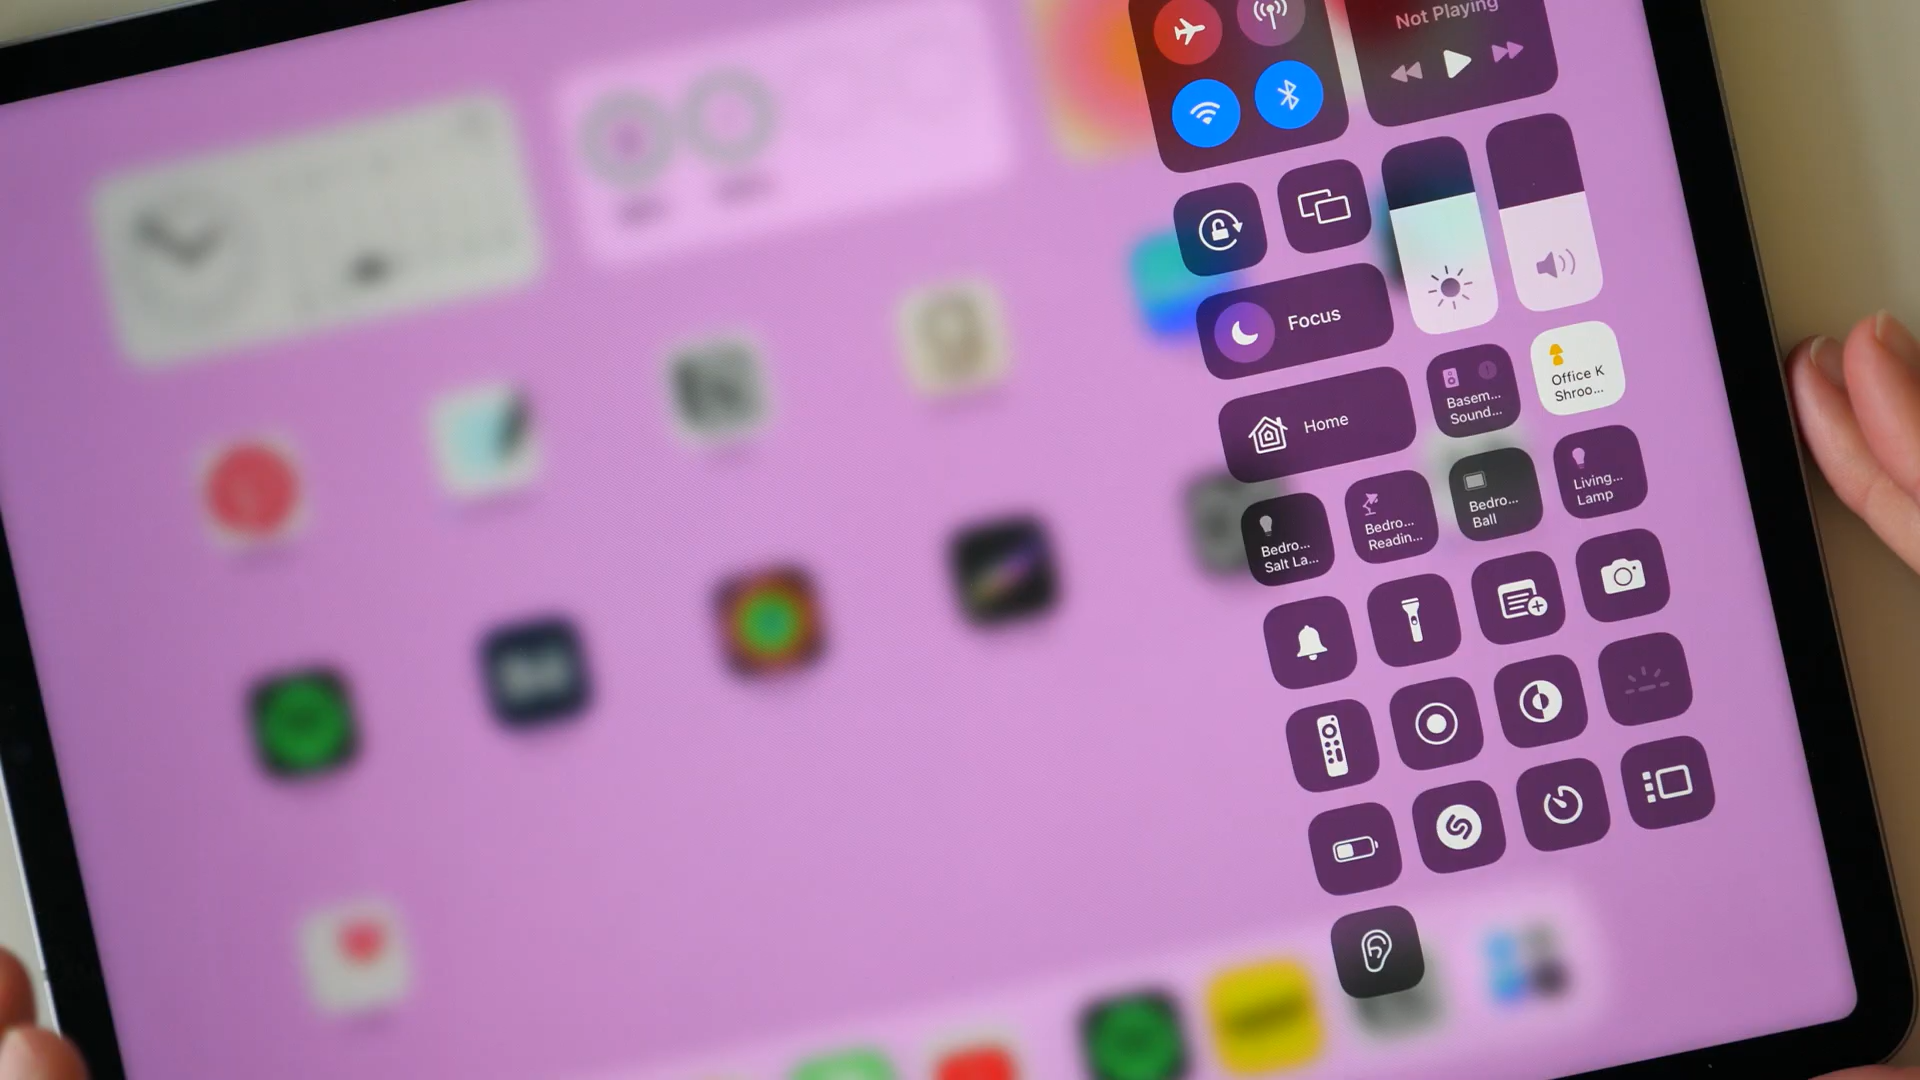 Not Playing
Focus
Home
Basem...
Sound...
Office K
Shroo...
Bedro...
Salt La...
Bedro...
Readin...
Bedro...
Ball
Living...
Lamp